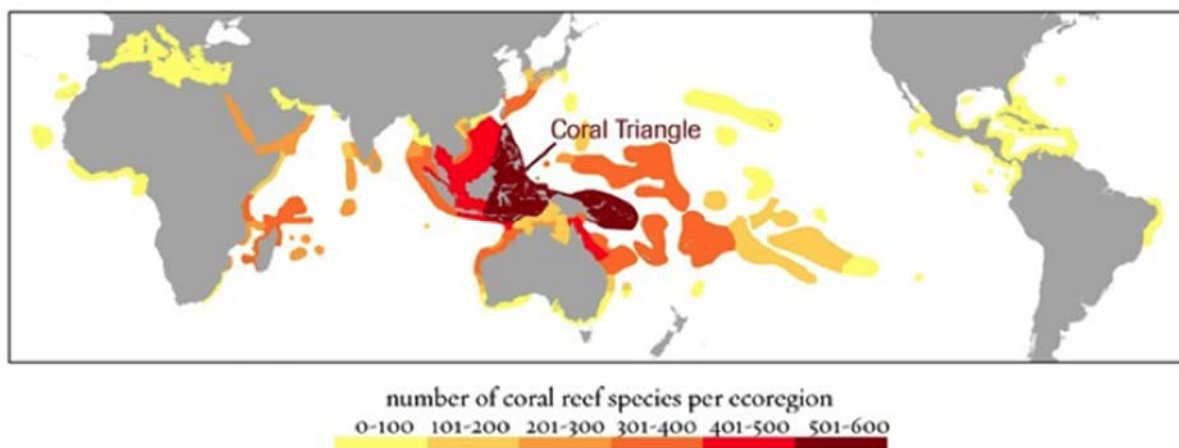 Coral Triangle
number of coral reef species per ecoregion
0-100 101-200 201-300 301-400 401-500 501-600